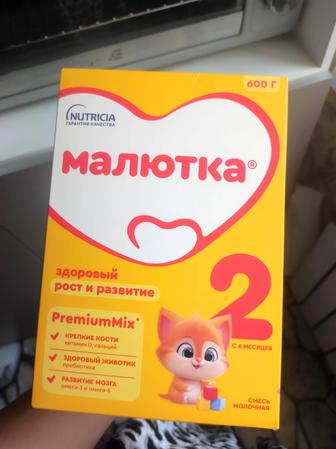 600 Г
NUTRICIA
ГАРАНТИЯ КАЧЕСТВА
МАЛЮТКА®
здоровый
рост и развитие
PremiumMix*
КРЕПКИЕ КОСТИ
витамин D, кальций
ЗДОРОВЫЙ ЖИВОТИК
пребиотики
РАЗВИТИЕ МОЗГА
омега-3 и омега-6
2
С 6 МЕСЯЦЕВ
СМЕСЬ
МОЛОЧНАЯ